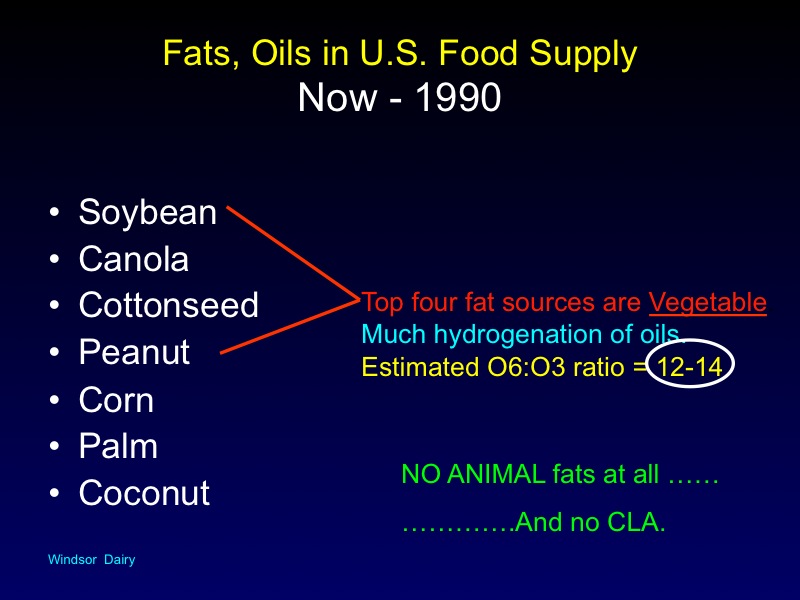 Fats, Oils in U.S. Food Supply
Now - 1990
• Soybean
• Canola
• Cottonseed
• Peanut
• Corn
• Palm
• Coconut
Top four fat sources are Vegetable
Much hydrogenation of oils.
Estimated O6:O3 ratio = 12-14
NO ANIMAL fats at all ……
………….And no CLA.
Windsor Dairy